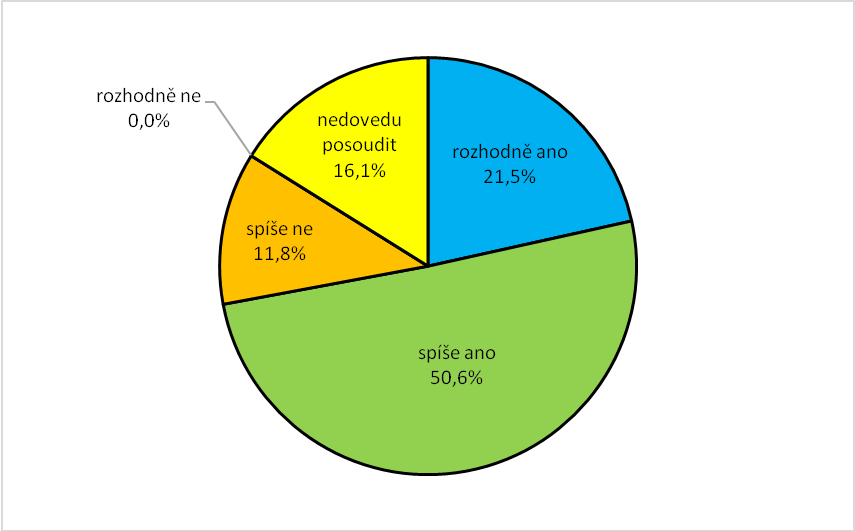 rozhodně ne
0,0%
nedovedu
posoudit
16,1%
rozhodně ano
21,5%
spíše ne
11,8%
spíše ano
50,6%